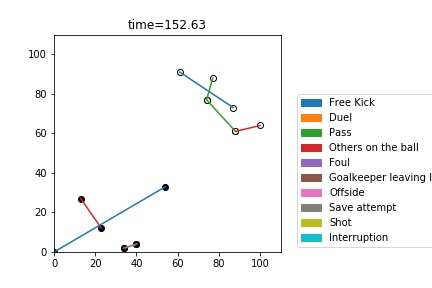 time=152.63
100
80
60
40
20
0
0 20 40 60 80 100
Free Kick
Duel
Pass
Others on the ball
Foul
Goalkeeper leaving l
Offside
Save attempt
Shot
Interruption